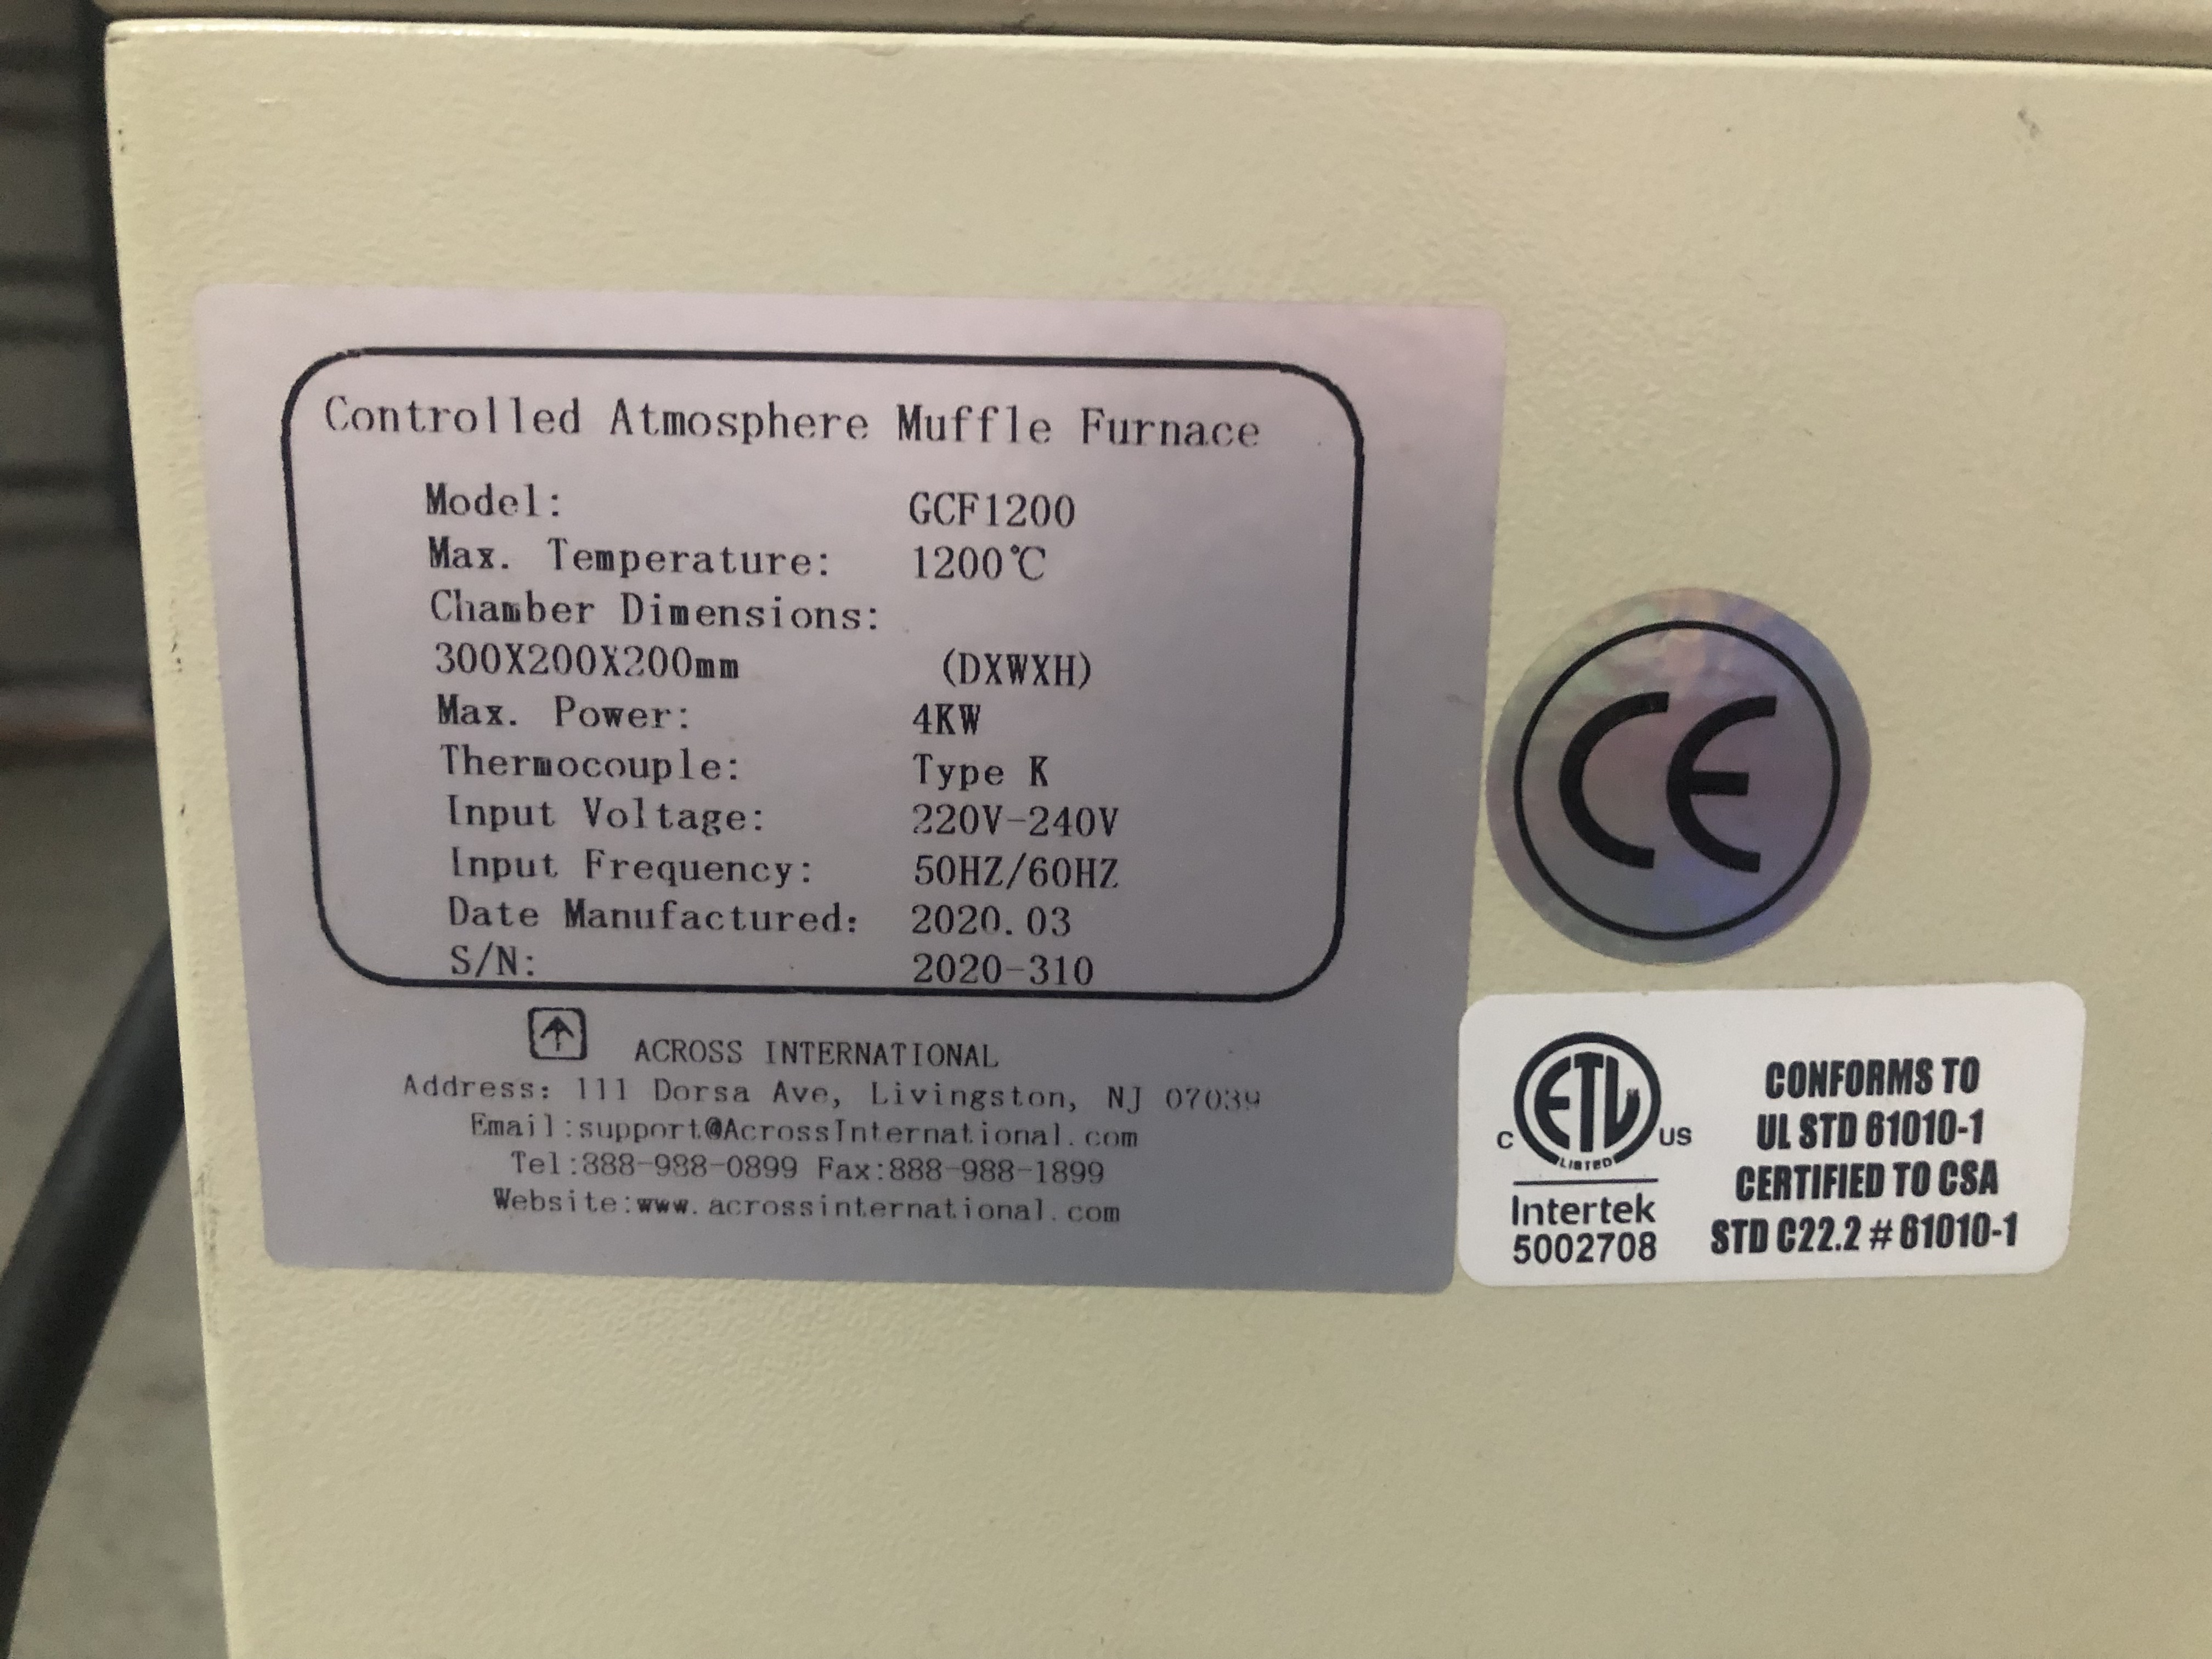 Controlled Atmosphere Muffle Furnace
Model: GCF1200
Max. Temperature: 1200℃
Chamber Dimensions:
300X200X200mm (DXWXH)
Max. Power: 4KW
Thermocouple: Type K
Input Voltage: 220V-240V
Input Frequency: 50HZ/60HZ
Date Manufactured: 2020.03
S/N: 2020-310
ACROSS INTERNATIONAL
Address: 111 Dorsa Ave, Livingston, NJ 07039
Email:support@AcrossInternational.com
Tel:888-988-0899 Fax:888-988-1899
Website:www.acrossinternational.com
CE
C ETL US
LISTED
Intertek
5002708
CONFORMS TO
UL STD 61010-1
CERTIFIED TO CSA
STD C22.2 # 61010-1